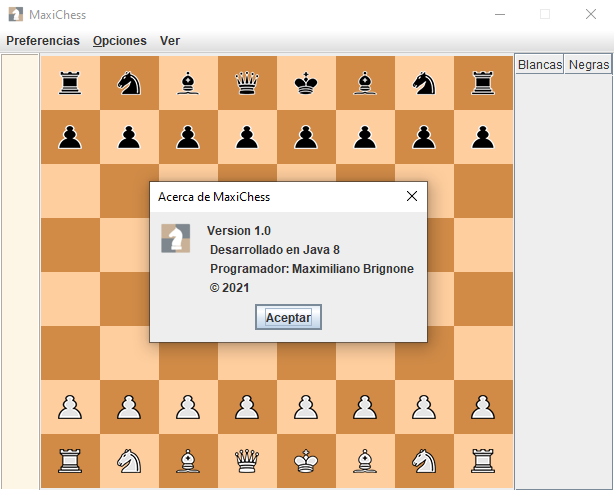 MaxiChess
Preferencias Opciones Ver
Blancas Negras
Acerca de MaxiChess
Version 1.0
Desarrollado en Java 8
Programador: Maximiliano Brignone
© 2021
Aceptar